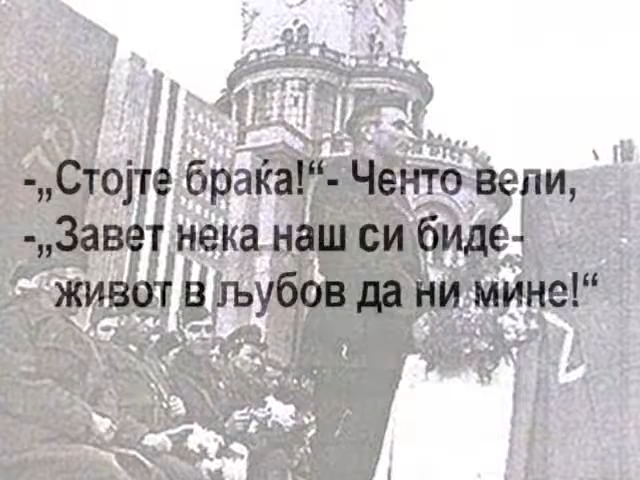 -„Стојте браќа!“- Ченто вели,
-„Завет нека наш си биде-
живот в љубов да ни мине!“